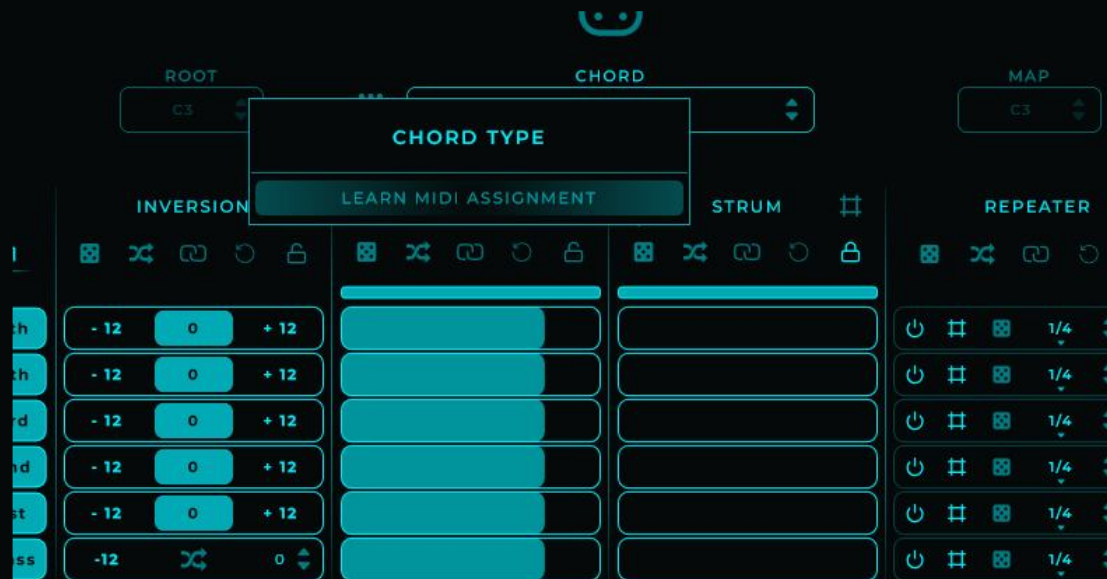 ROOT
CHORD
MAP
C3
C3
CHORD TYPE
LEARN MIDI ASSIGNMENT
INVERSION
STRUM
REPEATER
- 12 0 + 12 1/4
- 12 0 + 12 1/4
- 12 0 + 12 1/4
- 12 0 + 12 1/4
- 12 0 + 12 1/4
-12 0 1/4